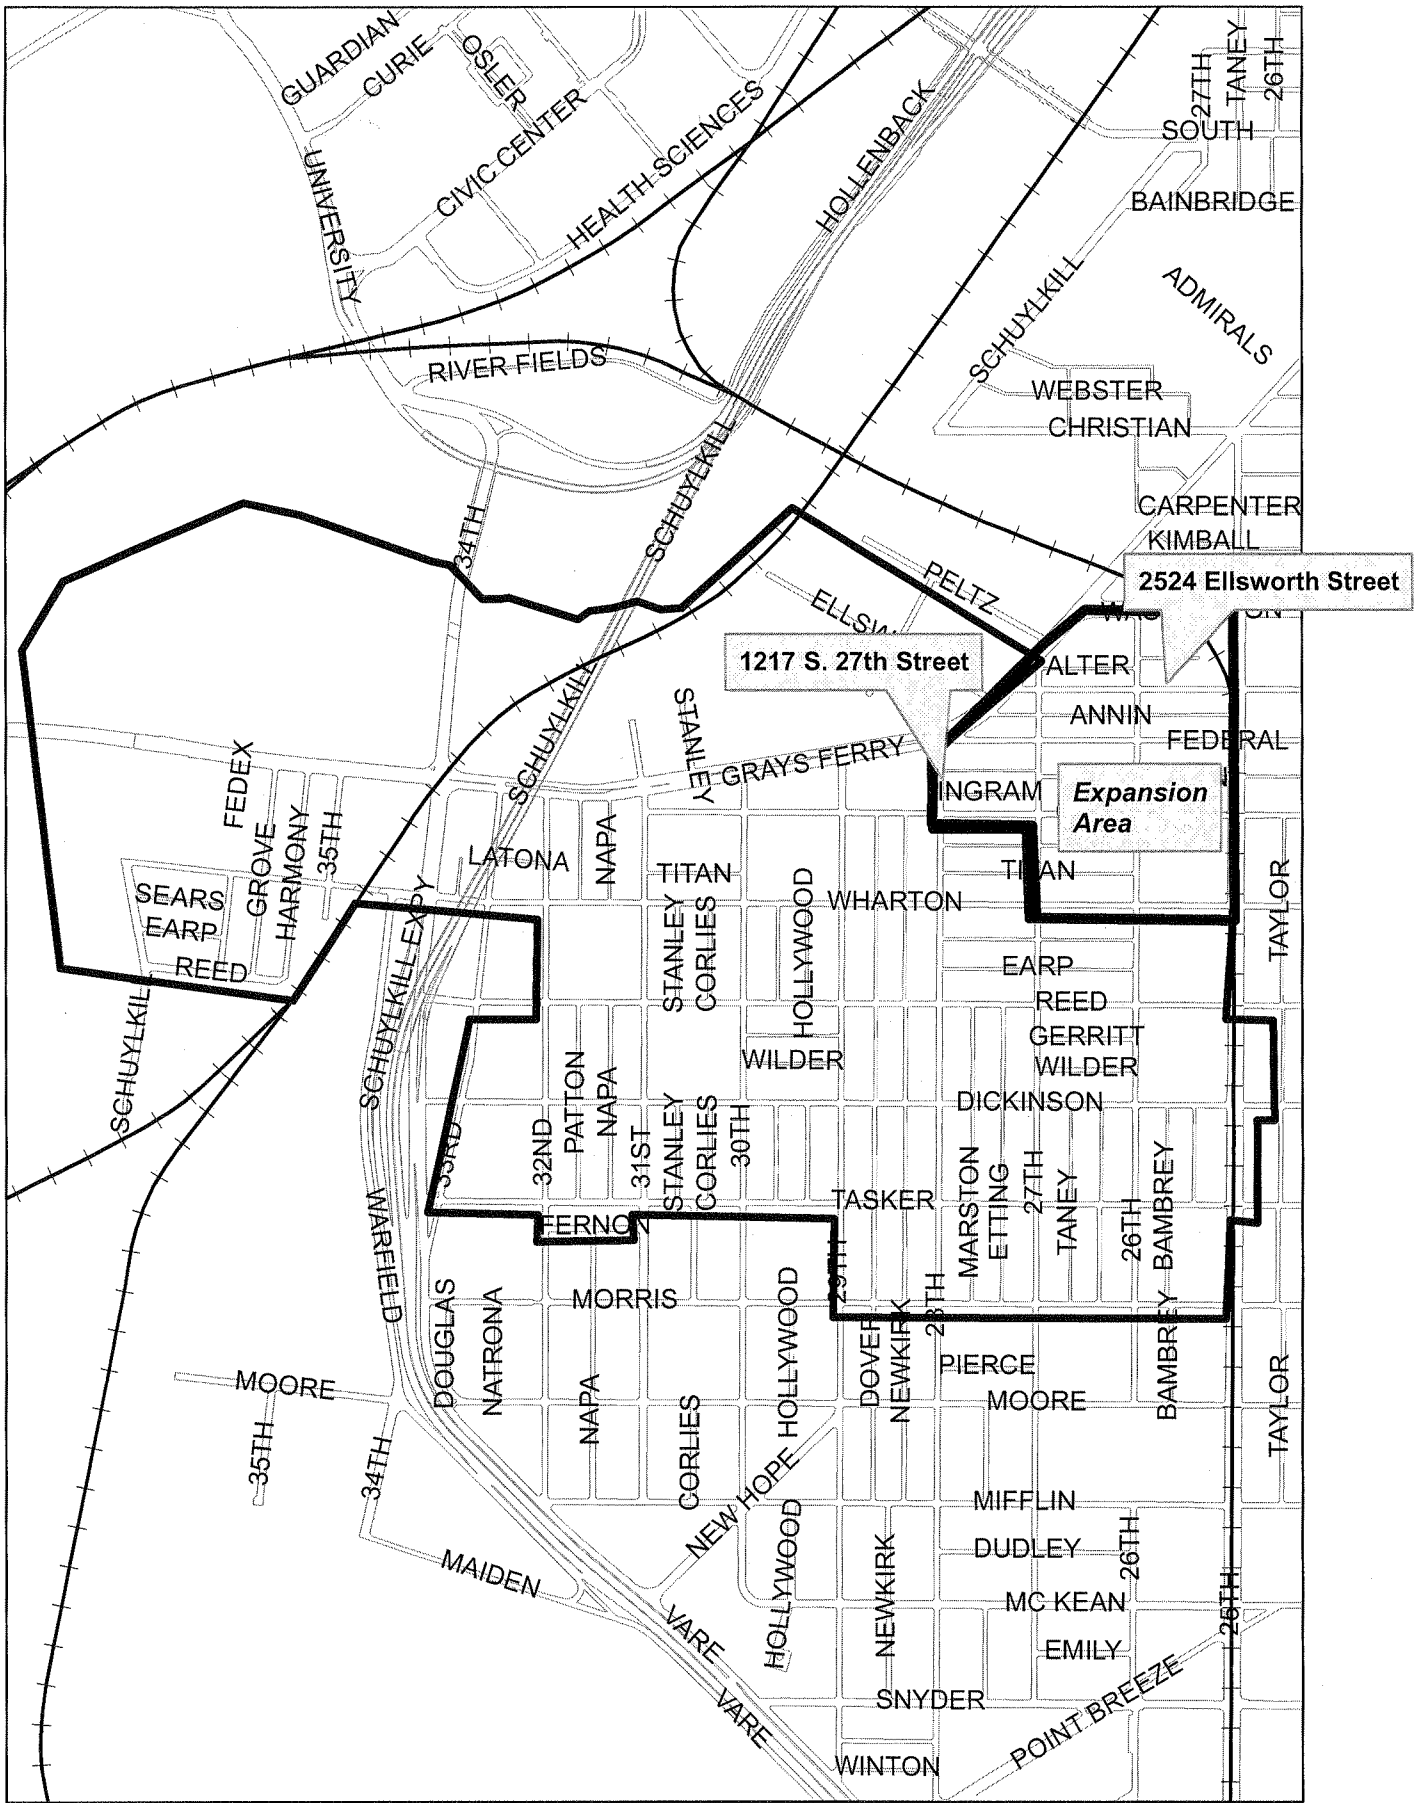 GUARDIAN
CURIE
OSLER
CIVIC CENTER
HEALTH SCIENCES
UNIVERSITY
HOLLENBACK
27TH
TANEY
26TH
SOUTH
BAINBRIDGE
SCHUYLKILL
ADMIRALS
RIVER FIELDS
WEBSTER
CHRISTIAN
SCHUYLKILL
34TH
CARPENTER
KIMBALL
PELTZ
2524 Ellsworth Street
ELLSW
WAS
ON
1217 S. 27th Street
ALTER
SCHUYLKILL
STANLEY
ANNIN
FEDERAL
GRAYS FERRY
FEDEX
INGRAM
Expansion
Area
GROVE
HARMONY
35TH
LATONA
NAPA
TITAN
TITAN
SEARS
EARP
REED
WHARTON
HOLLYWOOD
STANLEY
CORLIES
TAYLOR
EARP
REED
GERRITT
WILDER
WILDER
SCHUYLKILL
SCHUYLKILL EXPY
PATTON
NAPA
DICKINSON
33RD
32ND
31ST
STANLEY
CORLIES
30TH
MARSTON
ETTING
27TH
TANEY
26TH
BAMBREY
TASKER
FERNON
WARFIELD
29TH
MORRIS
DOUGLAS
NATRONA
HOLLYWOOD
DOVER
NEWKIRK
28TH
BAMBREY
PIERCE
MOORE
MOORE
NAPA
CORLIES
TAYLOR
35TH
34TH
NEW HOPE
MIFFLIN
DUDLEY
26TH
MAIDEN
HOLLYWOOD
NEWKIRK
MC KEAN
25TH
VARE
EMILY
SNYDER
VARE
POINT BREEZE
WINTON